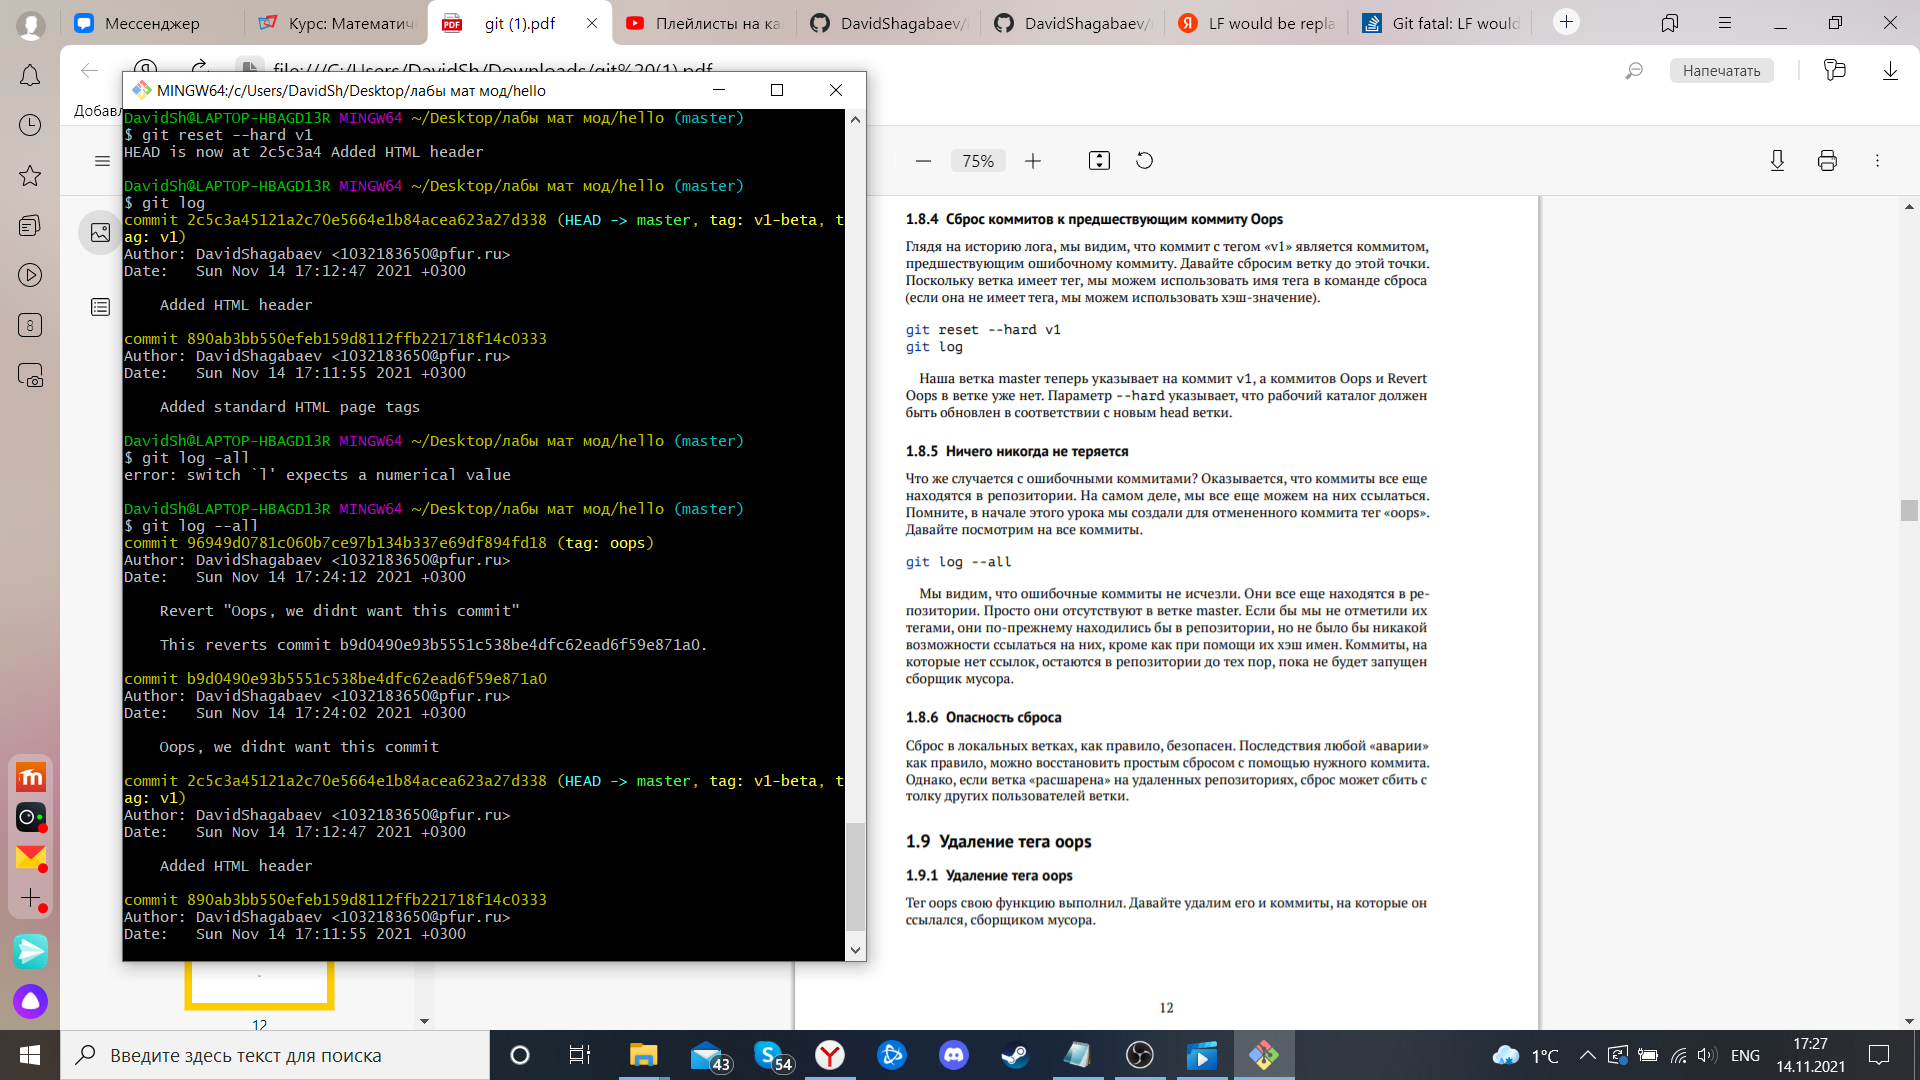 Мессенджер
Курс: Математич
git (1).pdf
Плейлисты на ка
DavidShagabaev/
DavidShagabaev/
LF would be repla
Git fatal: LF would
file:///C:/Users/DavidSh/Downloads/git%20(1).pdf
Напечатать
Добавл
MINGW64:/c/Users/DavidSh/Desktop/лабы мат мод/hello
DavidSh@LAPTOP-HBAGD13R MINGW64 ~/Desktop/лабы мат мод/hello (master)
$ git reset --hard v1
HEAD is now at 2c5c3a4 Added HTML header
DavidSh@LAPTOP-HBAGD13R MINGW64 ~/Desktop/лабы мат мод/hello (master)
$ git log
commit 2c5c3a45121a2c70e5664e1b84acea623a27d338 (HEAD -> master, tag: v1-beta, t
ag: v1)
Author: DavidShagabaev <1032183650@pfur.ru>
Date:   Sun Nov 14 17:12:47 2021 +0300
Added HTML header
commit 890ab3bb550efeb159d8112ffb221718f14c0333
Author: DavidShagabaev <1032183650@pfur.ru>
Date:   Sun Nov 14 17:11:55 2021 +0300
Added standard HTML page tags
DavidSh@LAPTOP-HBAGD13R MINGW64 ~/Desktop/лабы мат мод/hello (master)
$ git log -all
error: switch `l' expects a numerical value
DavidSh@LAPTOP-HBAGD13R MINGW64 ~/Desktop/лабы мат мод/hello (master)
$ git log --all
commit 96949d0781c060b7ce97b134b337e69df894fd18 (tag: oops)
Author: DavidShagabaev <1032183650@pfur.ru>
Date:   Sun Nov 14 17:24:12 2021 +0300
Revert "Oops, we didnt want this commit"
This reverts commit b9d0490e93b5551c538be4dfc62ead6f59e871a0.
commit b9d0490e93b5551c538be4dfc62ead6f59e871a0
Author: DavidShagabaev <1032183650@pfur.ru>
Date:   Sun Nov 14 17:24:02 2021 +0300
Oops, we didnt want this commit
commit 2c5c3a45121a2c70e5664e1b84acea623a27d338 (HEAD -> master, tag: v1-beta, t
ag: v1)
Author: DavidShagabaev <1032183650@pfur.ru>
Date:   Sun Nov 14 17:12:47 2021 +0300
Added HTML header
commit 890ab3bb550efeb159d8112ffb221718f14c0333
Author: DavidShagabaev <1032183650@pfur.ru>
Date:   Sun Nov 14 17:11:55 2021 +0300
12
75%
1.8.4 Сброс коммитов к предшествующим коммиту Oops
Глядя на историю лога, мы видим, что коммит с тегом «v1» является коммитом,
предшествующим ошибочному коммиту. Давайте сбросим ветку до этой точки.
Поскольку ветка имеет тег, мы можем использовать имя тега в команде сброса
(если она не имеет тега, мы можем использовать хэш-значение).
git reset --hard v1
git log
Наша ветка master теперь указывает на коммит v1, а коммитов Oops и Revert
Oops в ветке уже нет. Параметр --hard указывает, что рабочий каталог должен
быть обновлен в соответствии с новым head ветки.
1.8.5 Ничего никогда не теряется
Что же случается с ошибочными коммитами? Оказывается, что коммиты все еще
находятся в репозитории. На самом деле, мы все еще можем на них ссылаться.
Помните, в начале этого урока мы создали для отмененного коммита тег «oops».
Давайте посмотрим на все коммиты.
git log --all
Мы видим, что ошибочные коммиты не исчезли. Они все еще находятся в ре-
позитории. Просто они отсутствуют в ветке master. Если бы мы не отметили их
тегами, они по-прежнему находились бы в репозитории, но не было бы никакой
возможности ссылаться на них, кроме как при помощи их хэш имен. Коммиты, на
которые нет ссылок, остаются в репозитории до тех пор, пока не будет запущен
сборщик мусора.
1.8.6 Опасность сброса
Сброс в локальных ветках, как правило, безопасен. Последствия любой «аварии»
как правило, можно восстановить простым сбросом с помощью нужного коммита.
Однако, если ветка «расшарена» на удаленных репозиториях, сброс может сбить с
толку других пользователей ветки.
1.9 Удаление тега oops
1.9.1 Удаление тега oops
Тег oops свою функцию выполнил. Давайте удалим его и коммиты, на которые он
ссылался, сборщиком мусора.
12
8
Введите здесь текст для поиска
43
54
1°C
ENG
17:27
14.11.2021